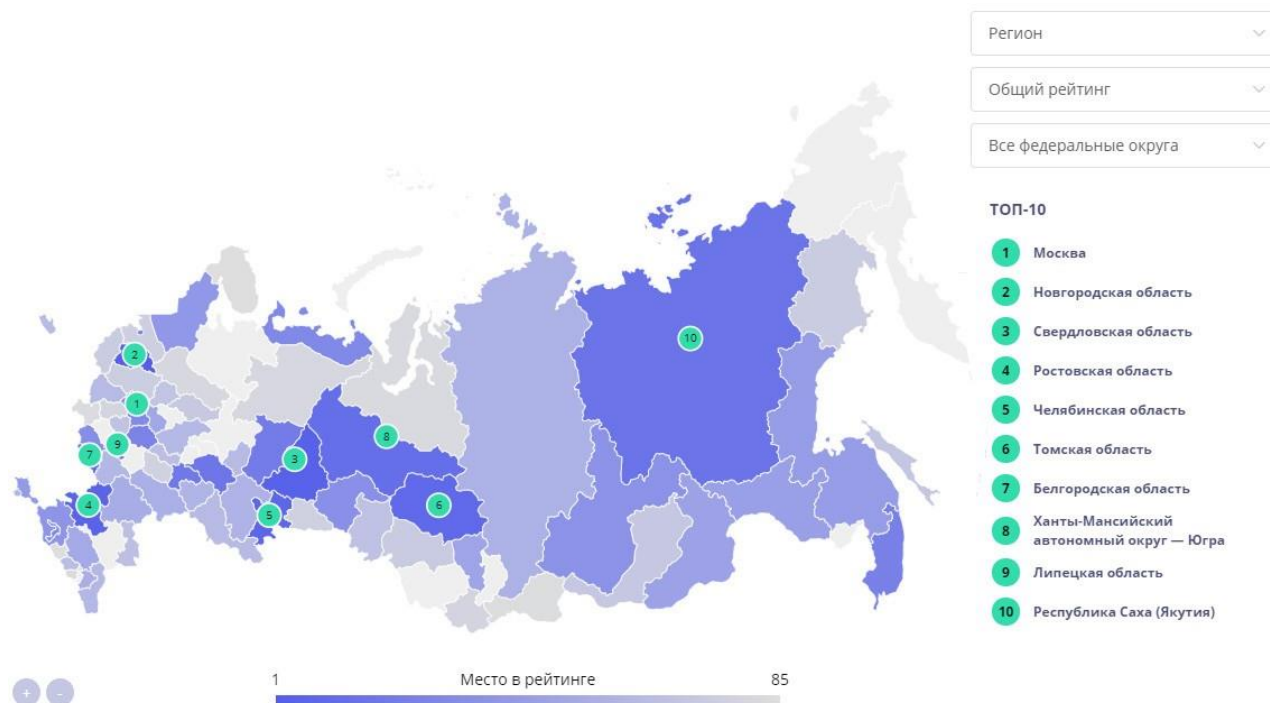 Регион
Общий рейтинг
Все федеральные округа
ТОП-10
1 Москва
2 Новгородская область
3 Свердловская область
4 Ростовская область
5 Челябинская область
6 Томская область
7 Белгородская область
8 Ханты-Мансийский
автономный округ — Югра
9 Липецкая область
10 Республика Саха (Якутия)
10
2
1
8
9
7
3
4
5
6
1 Место в рейтинге 85
+ -